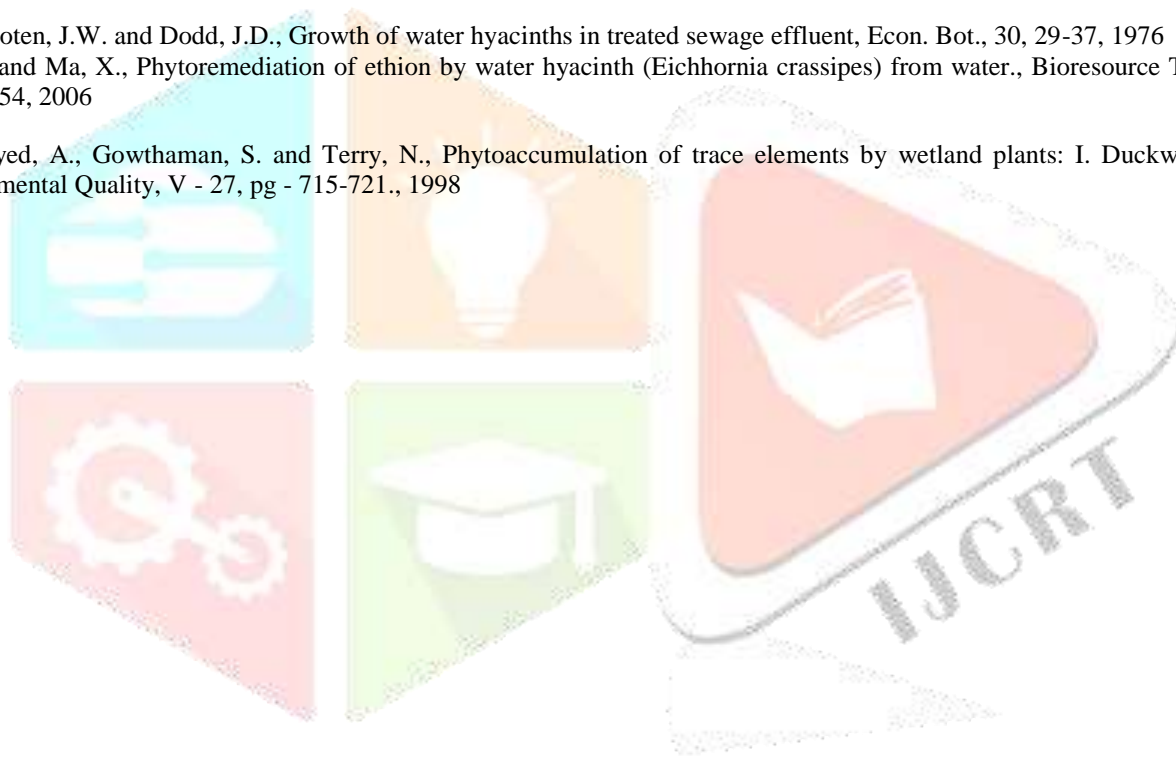 oten, J.W. and Dodd, J.D., Growth of water hyacinths in treated sewage effluent, Econ. Bot., 30, 29-37, 1976
and Ma, X., Phytoremediation of ethion by water hyacinth (Eichhornia crassipes) from water., Bioresource T
54, 2006
yed, A., Gowthaman, S. and Terry, N., Phytoaccumulation of trace elements by wetland plants: I. Duckw
mental Quality, V - 27, pg - 715-721., 1998
IJCRT